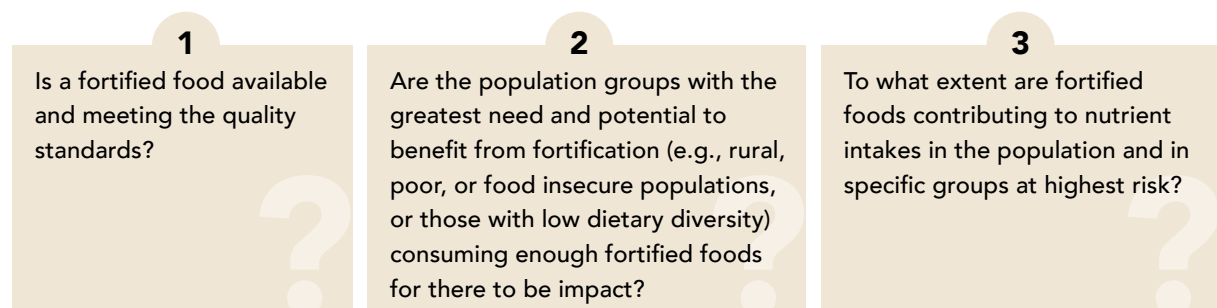 1
Is a fortified food available
and meeting the quality
standards?
2
Are the population groups with the
greatest need and potential to
benefit from fortification (e.g., rural,
poor, or food insecure populations,
or those with low dietary diversity)
consuming enough fortified foods
for there to be impact?
3
To what extent are fortified
foods contributing to nutrient
intakes in the population and in
specific groups at highest risk?